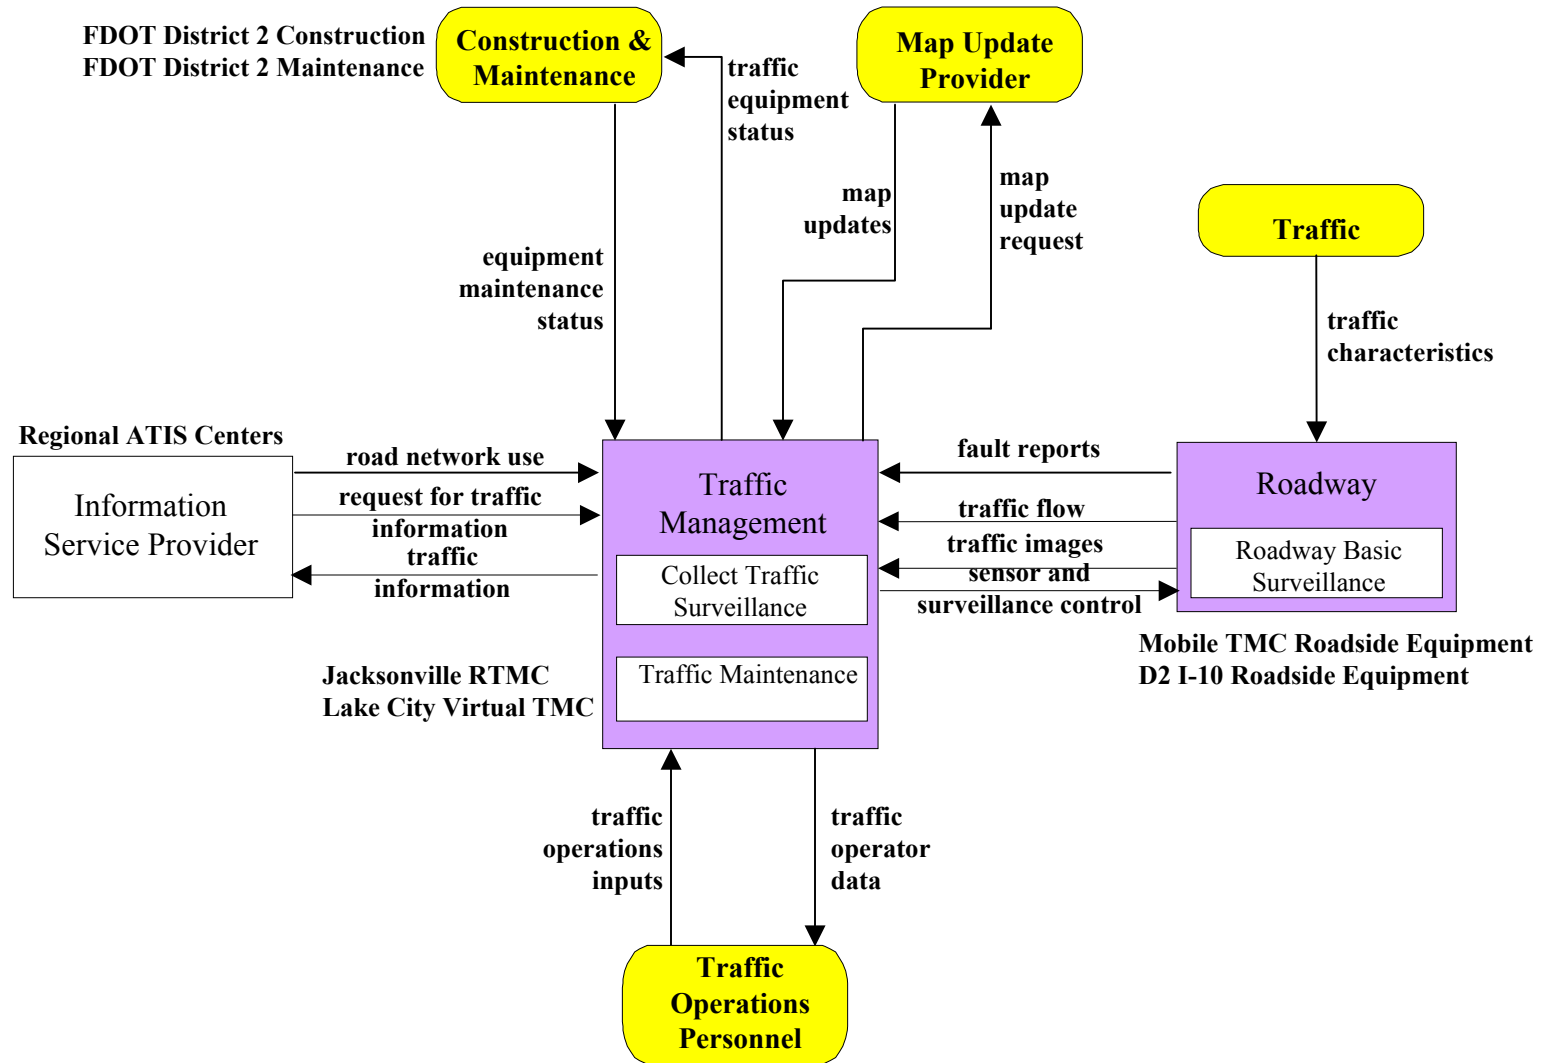 FDOT District 2 Construction
FDOT District 2 Maintenance
Construction &
Maintenance
traffic
equipment
status
Map Update
Provider
map
updates
map
update
request
Traffic
traffic
characteristics
equipment
maintenance
status
Regional ATIS Centers
Information
Service Provider
road network use
request for traffic
information
traffic
information
Traffic
Management
Collect Traffic
Surveillance
Traffic Maintenance
fault reports
traffic flow
traffic images
sensor and
surveillance control
Roadway
Roadway Basic
Surveillance
Mobile TMC Roadside Equipment
D2 I-10 Roadside Equipment
Jacksonville RTMC
Lake City Virtual TMC
traffic
operations
inputs
traffic
operator
data
Traffic
Operations
Personnel